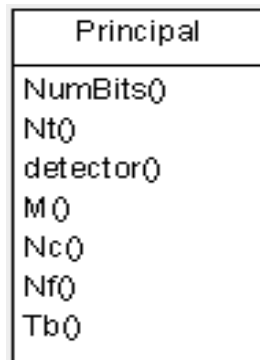 Principal
NumBits()
Nt()
detector()
M()
Nc()
Nf()
Tb()